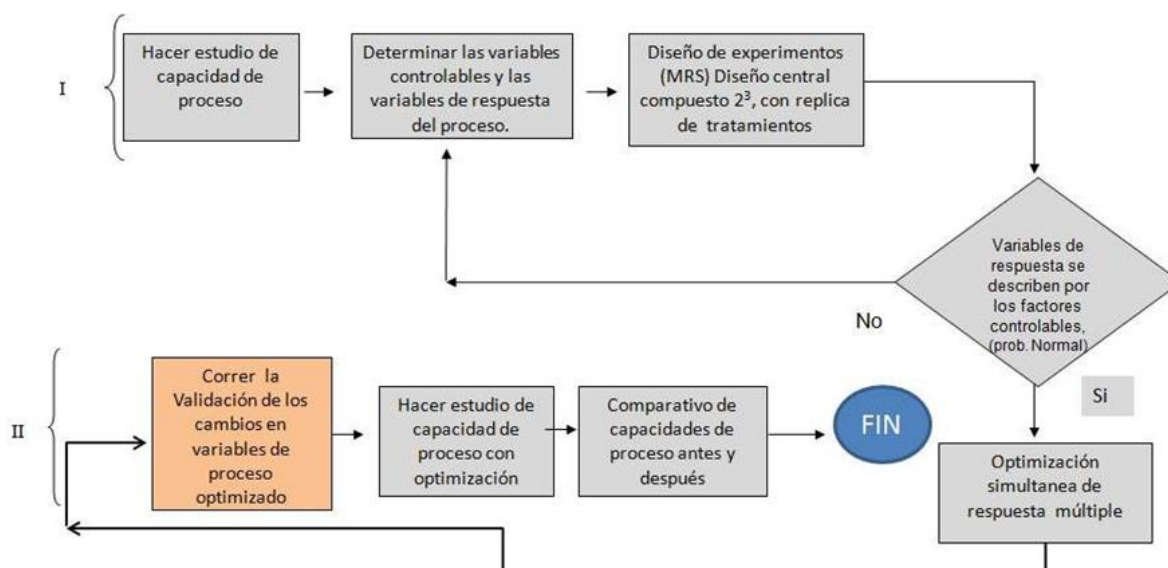 I
Hacer estudio de
capacidad de
proceso
Determinar las variables
controlables y las
variables de respuesta
del proceso.
Diseño de experimentos
(MRS) Diseño central
compuesto 2³, con replica
de tratamientos
Variables de
respuesta se
describen por
los factores
controlables,
(prob. Normal)
No
Si
Optimización
simultanea de
respuesta múltiple
II
Correr la
Validación de los
cambios en
variables de
proceso
optimizado
Hacer estudio de
capacidad de
proceso con
optimización
Comparativo de
capacidades de
proceso antes y
después
FIN